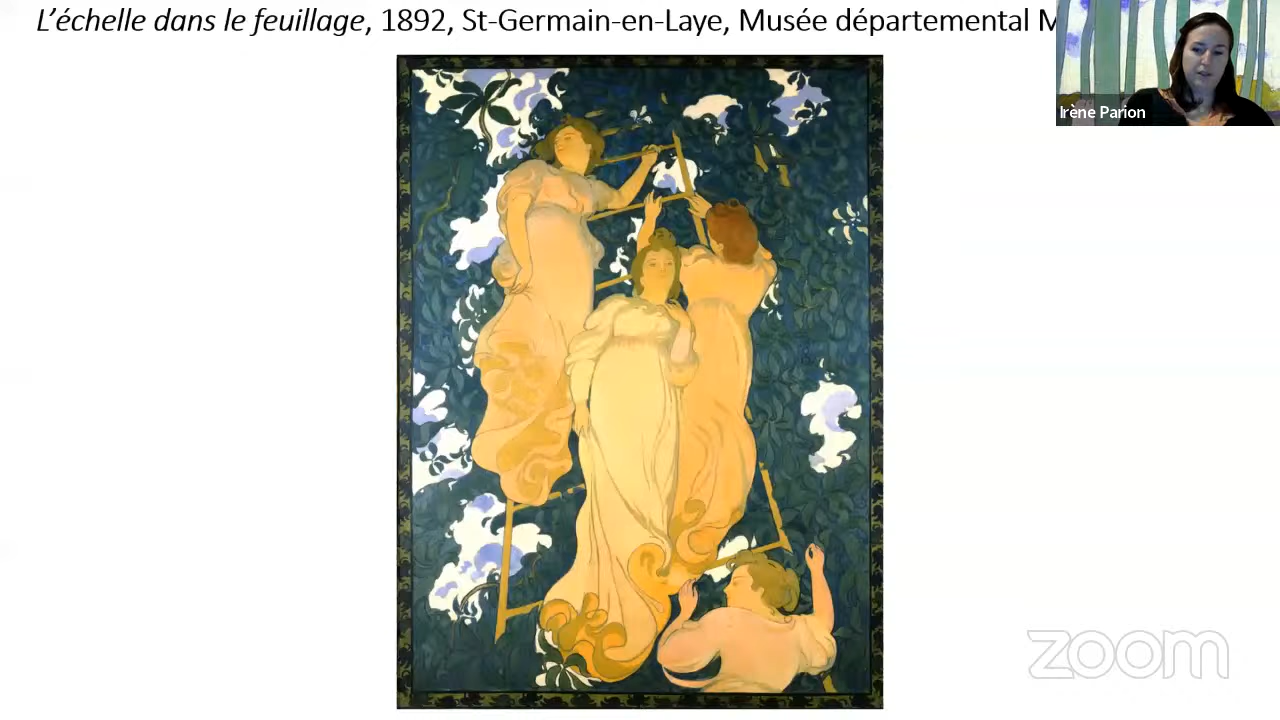 L’échelle dans le feuillage, 1892, St-Germain-en-Laye, Musée départemental
Irène Parion
zoom